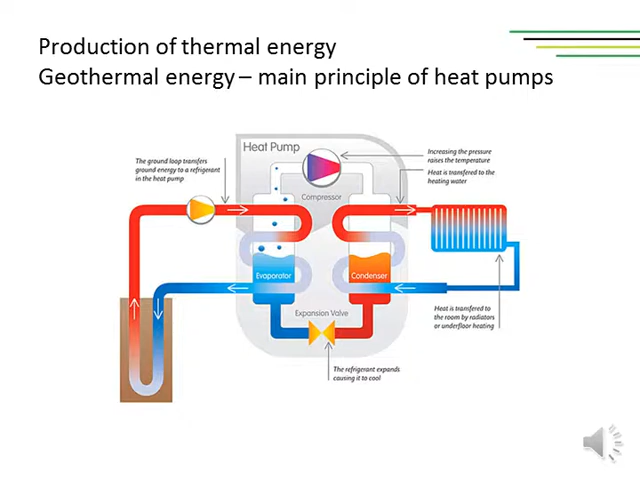 Production of thermal energy
Geothermal energy – main principle of heat pumps
Heat Pump
The ground loop transfers
ground energy to a refrigerant
in the heat pump
Increasing the pressure
raises the temperature
Heat is transfered to the
heating water
Compressor
Evaporator
Condenser
Expansion Valve
Heat is transfered to
the room by radiators
or underfloor heating
The refrigerant expands
causing it to cool